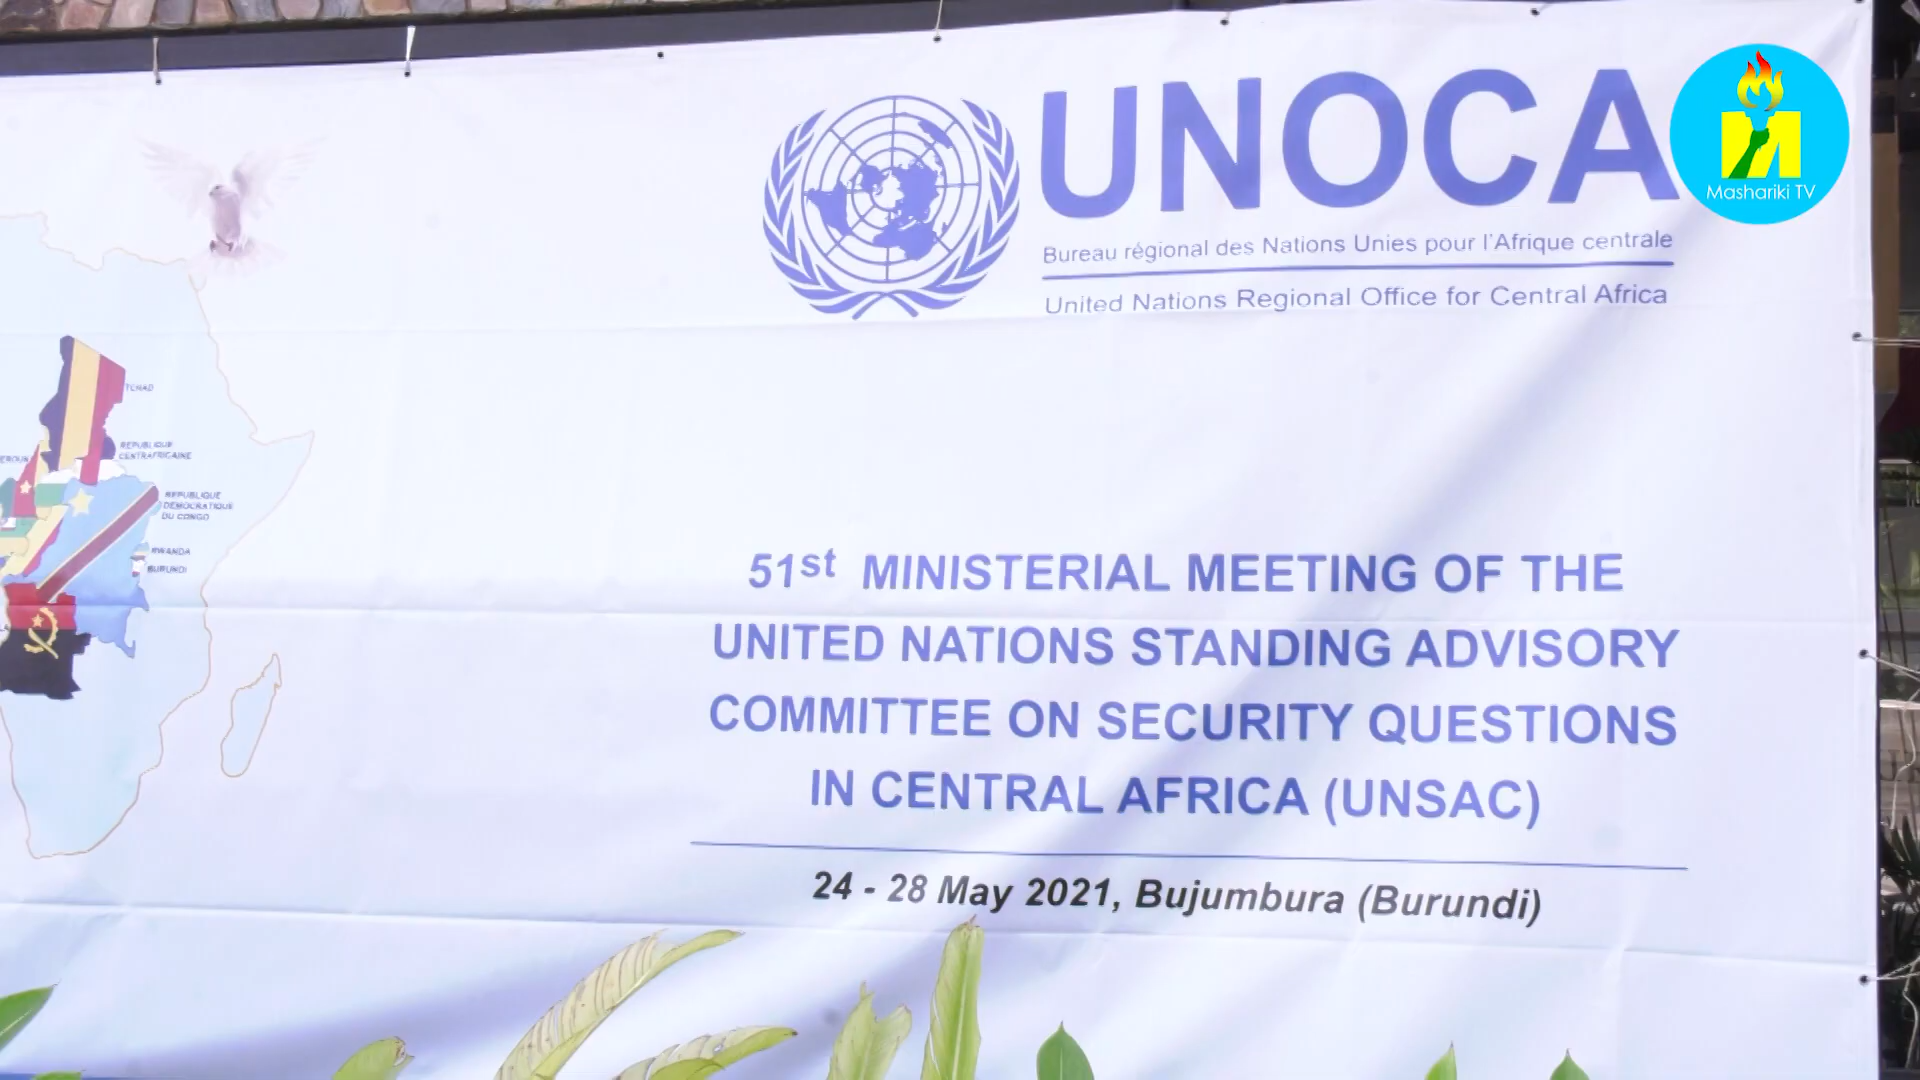 UNOCA
Bureau régional des Nations Unies pour l'Afrique centrale
United Nations Regional Office for Central Africa
Mashariki TV
TCHAD
REPUBLIQUE
CENTRAFRICAINE
REPUBLIQUE
DEMOCRATIQUE
DU CONGO
RWANDA
BURUNDI
51st MINISTERIAL MEETING OF THE
UNITED NATIONS STANDING ADVISORY
COMMITTEE ON SECURITY QUESTIONS
IN CENTRAL AFRICA (UNSAC)
24 - 28 May 2021, Bujumbura (Burundi)